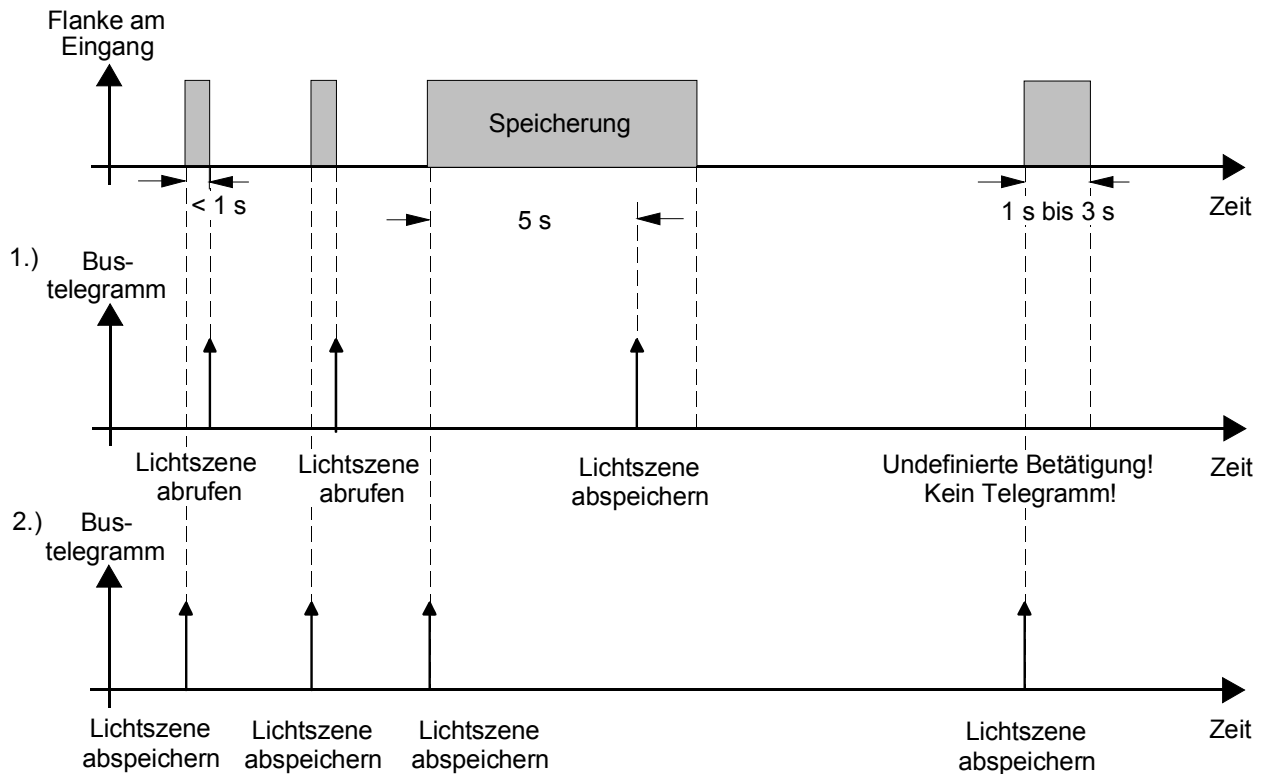 Flanke am
Eingang
Speicherung
< 1 s
5 s
1 s bis 3 s
Zeit
1.) Bus-
telegramm
Lichtszene
abrufen
Lichtszene
abrufen
Lichtszene
abspeichern
Undefinierte Betätigung!
Kein Telegramm!
Zeit
2.) Bus-
telegramm
Lichtszene
abspeichern
Lichtszene
abspeichern
Lichtszene
abspeichern
Lichtszene
abspeichern
Zeit